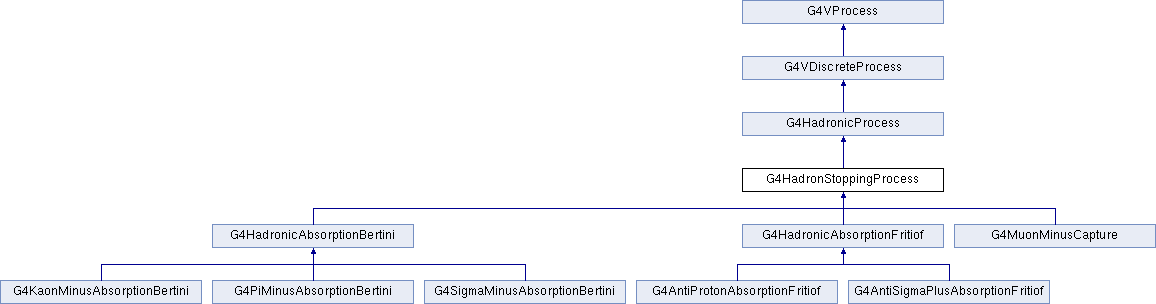 G4VProcess
G4VDiscreteProcess
G4HadronicProcess
G4HadronStoppingProcess
G4HadronicAbsorptionBertini
G4HadronicAbsorptionFritiof
G4MuonMinusCapture
G4KaonMinusAbsorptionBertini
G4PiMinusAbsorptionBertini
G4SigmaMinusAbsorptionBertini
G4AntiProtonAbsorptionFritiof
G4AntiSigmaPlusAbsorptionFritiof